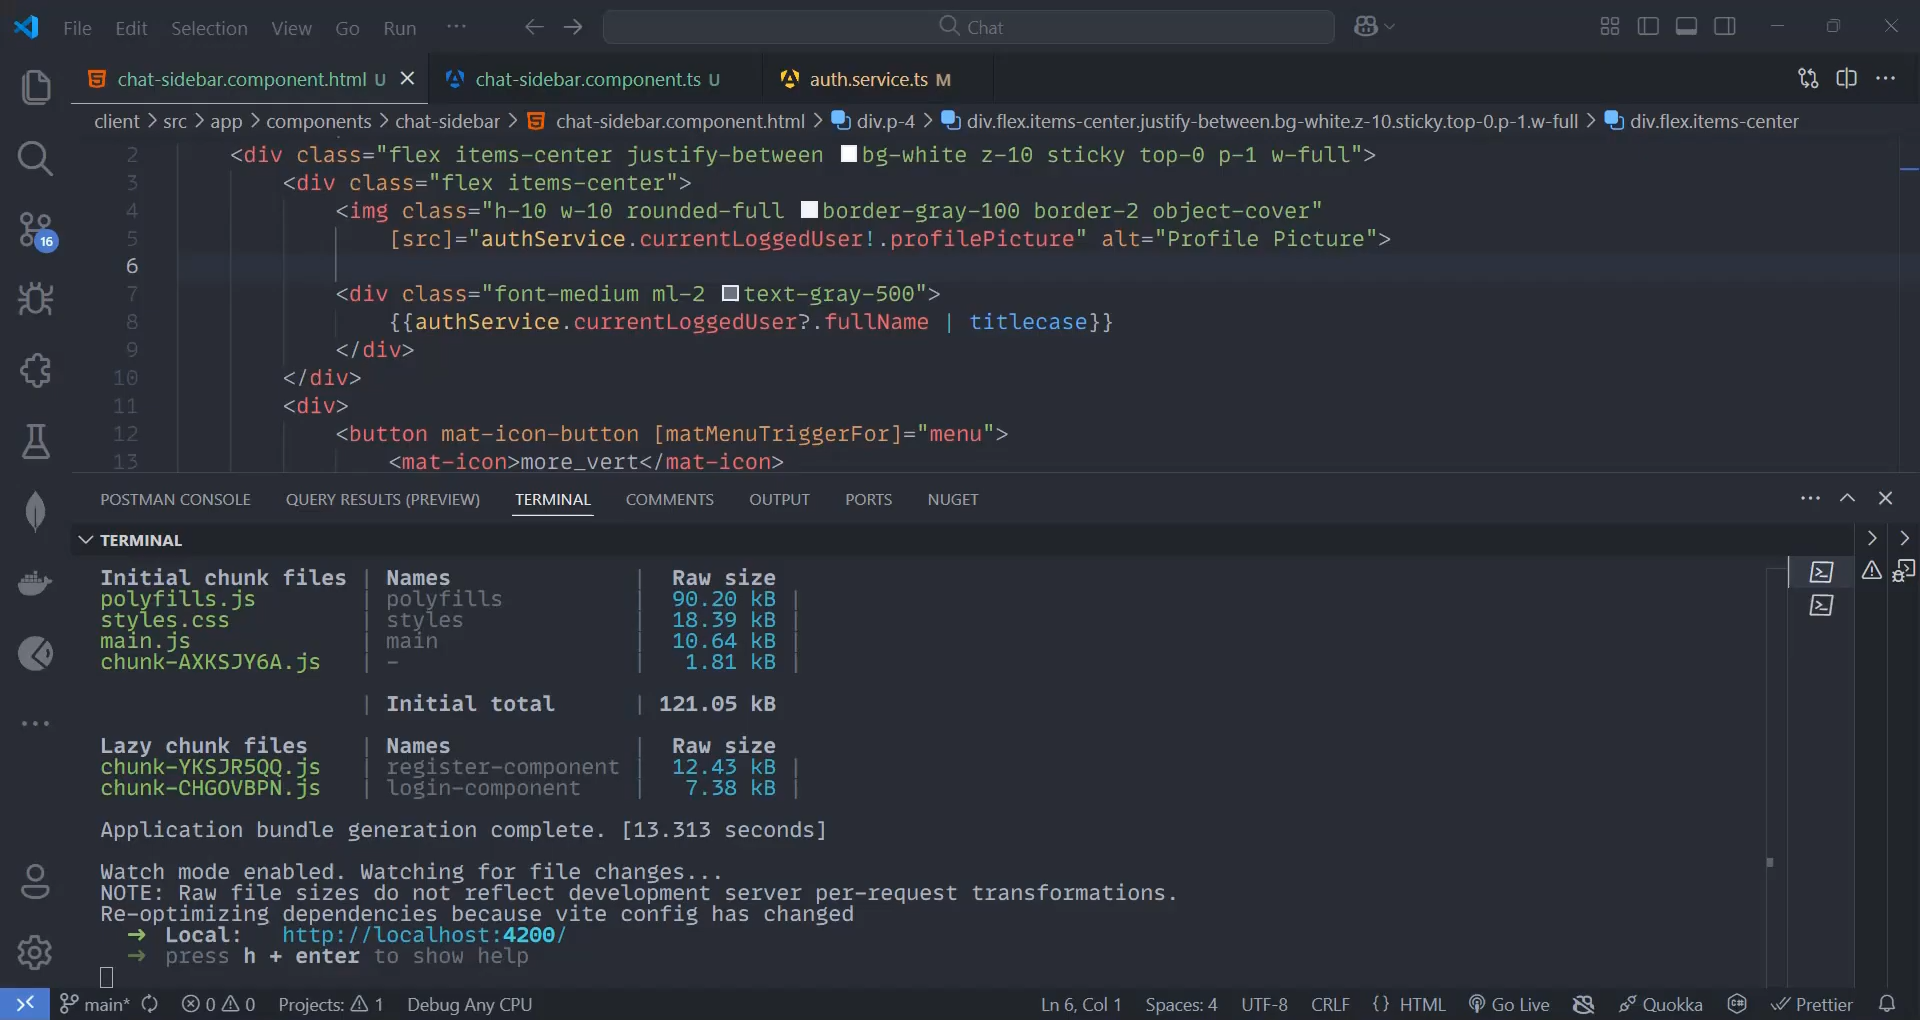 File Edit Selection View Go Run ··· Chat
chat-sidebar.component.html U chat-sidebar.component.ts U auth.service.ts M
client > src > app > components > chat-sidebar > chat-sidebar.component.html > div.p-4 > div.flex.items-center.justify-between.bg-white.z-10.sticky.top-0.p-1.w-full > div.flex.items-center
2 <div class="flex items-center justify-between bg-white z-10 sticky top-0 p-1 w-full">
3 <div class="flex items-center">
4 <img class="h-10 w-10 rounded-full border-gray-100 border-2 object-cover"
5 [src]="authService.currentLoggedUser!.profilePicture" alt="Profile Picture">
6
7 <div class="font-medium ml-2 text-gray-500">
8 {{authService.currentLoggedUser?.fullName | titlecase}}
9 </div>
10 </div>
11 <div>
12 <button mat-icon-button [matMenuTriggerFor]="menu">
13 <mat-icon>more_vert</mat-icon>
16
POSTMAN CONSOLE QUERY RESULTS (PREVIEW) TERMINAL COMMENTS OUTPUT PORTS NUGET
TERMINAL
Initial chunk files | Names | Raw size
polyfills.js | polyfills | 90.20 kB |
styles.css | styles | 18.39 kB |
main.js | main | 10.64 kB |
chunk-AXKSJY6A.js | - | 1.81 kB |
| Initial total | 121.05 kB
Lazy chunk files | Names | Raw size
chunk-YKSJR5QQ.js | register-component | 12.43 kB |
chunk-CHGOVBPN.js | login-component | 7.38 kB |
Application bundle generation complete. [13.313 seconds]
Watch mode enabled. Watching for file changes...
NOTE: Raw file sizes do not reflect development server per-request transformations.
Re-optimizing dependencies because vite config has changed
➜ Local: http://localhost:4200/
➜ press h + enter to show help
main* 0 0 Projects: 1 Debug Any CPU Ln 6, Col 1 Spaces: 4 UTF-8 CRLF {} HTML Go Live Quokka Prettier